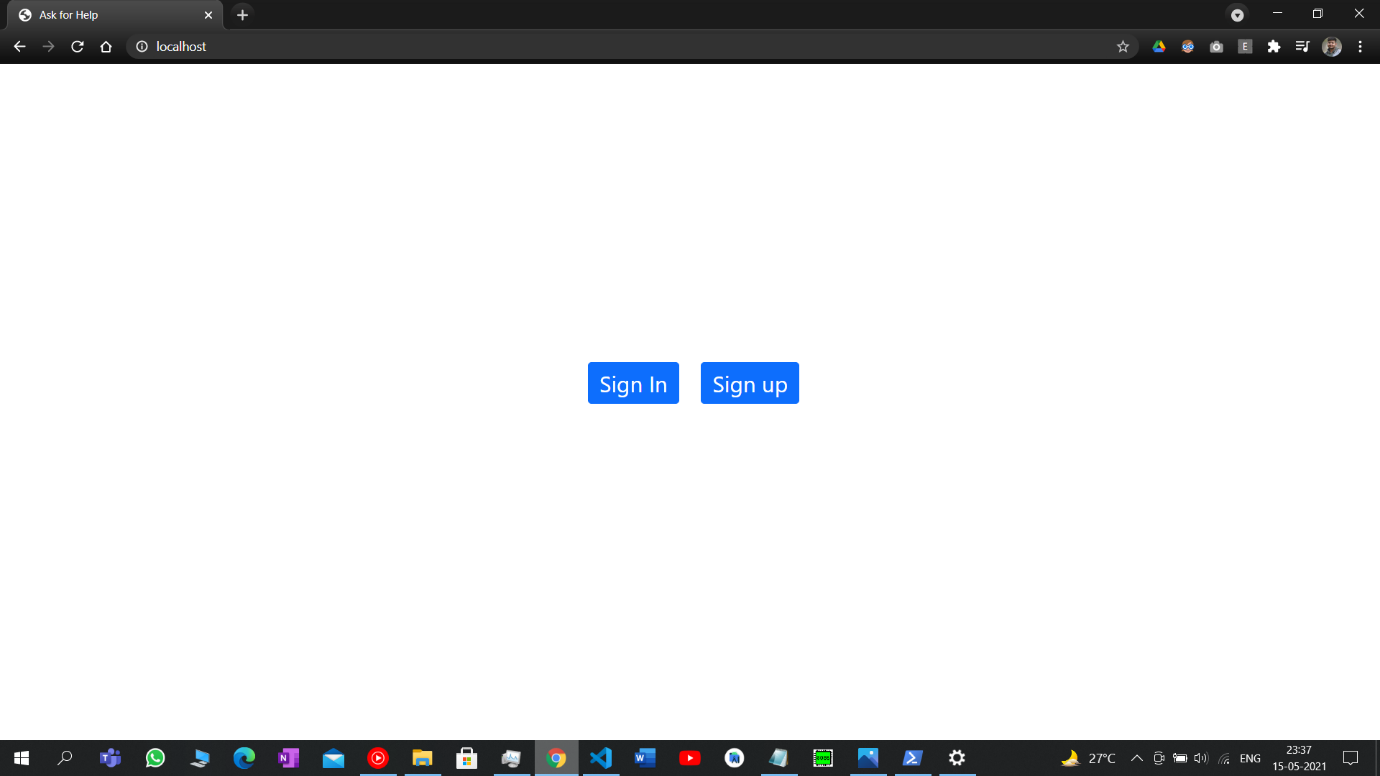 Ask for Help
localhost
E
Sign In
Sign up
N
W
27°C
ENG
23:37
15-05-2021